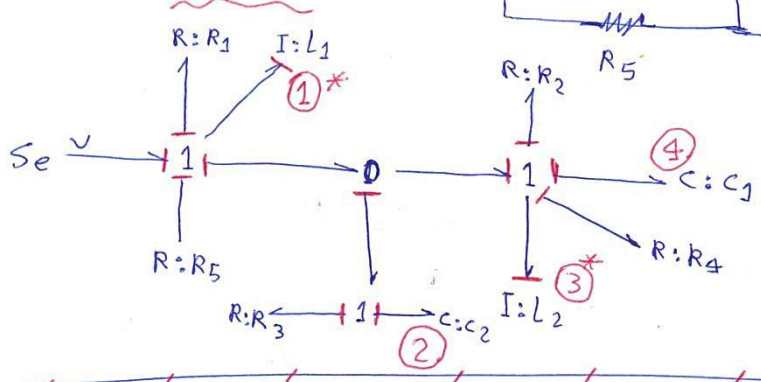 R:R1 I:L1
1*
R5
R:R2
Se v 1 0 1
4
C:C1
R:R5
R:R4
3*
R:R3 1 C:C2 I:L2
2